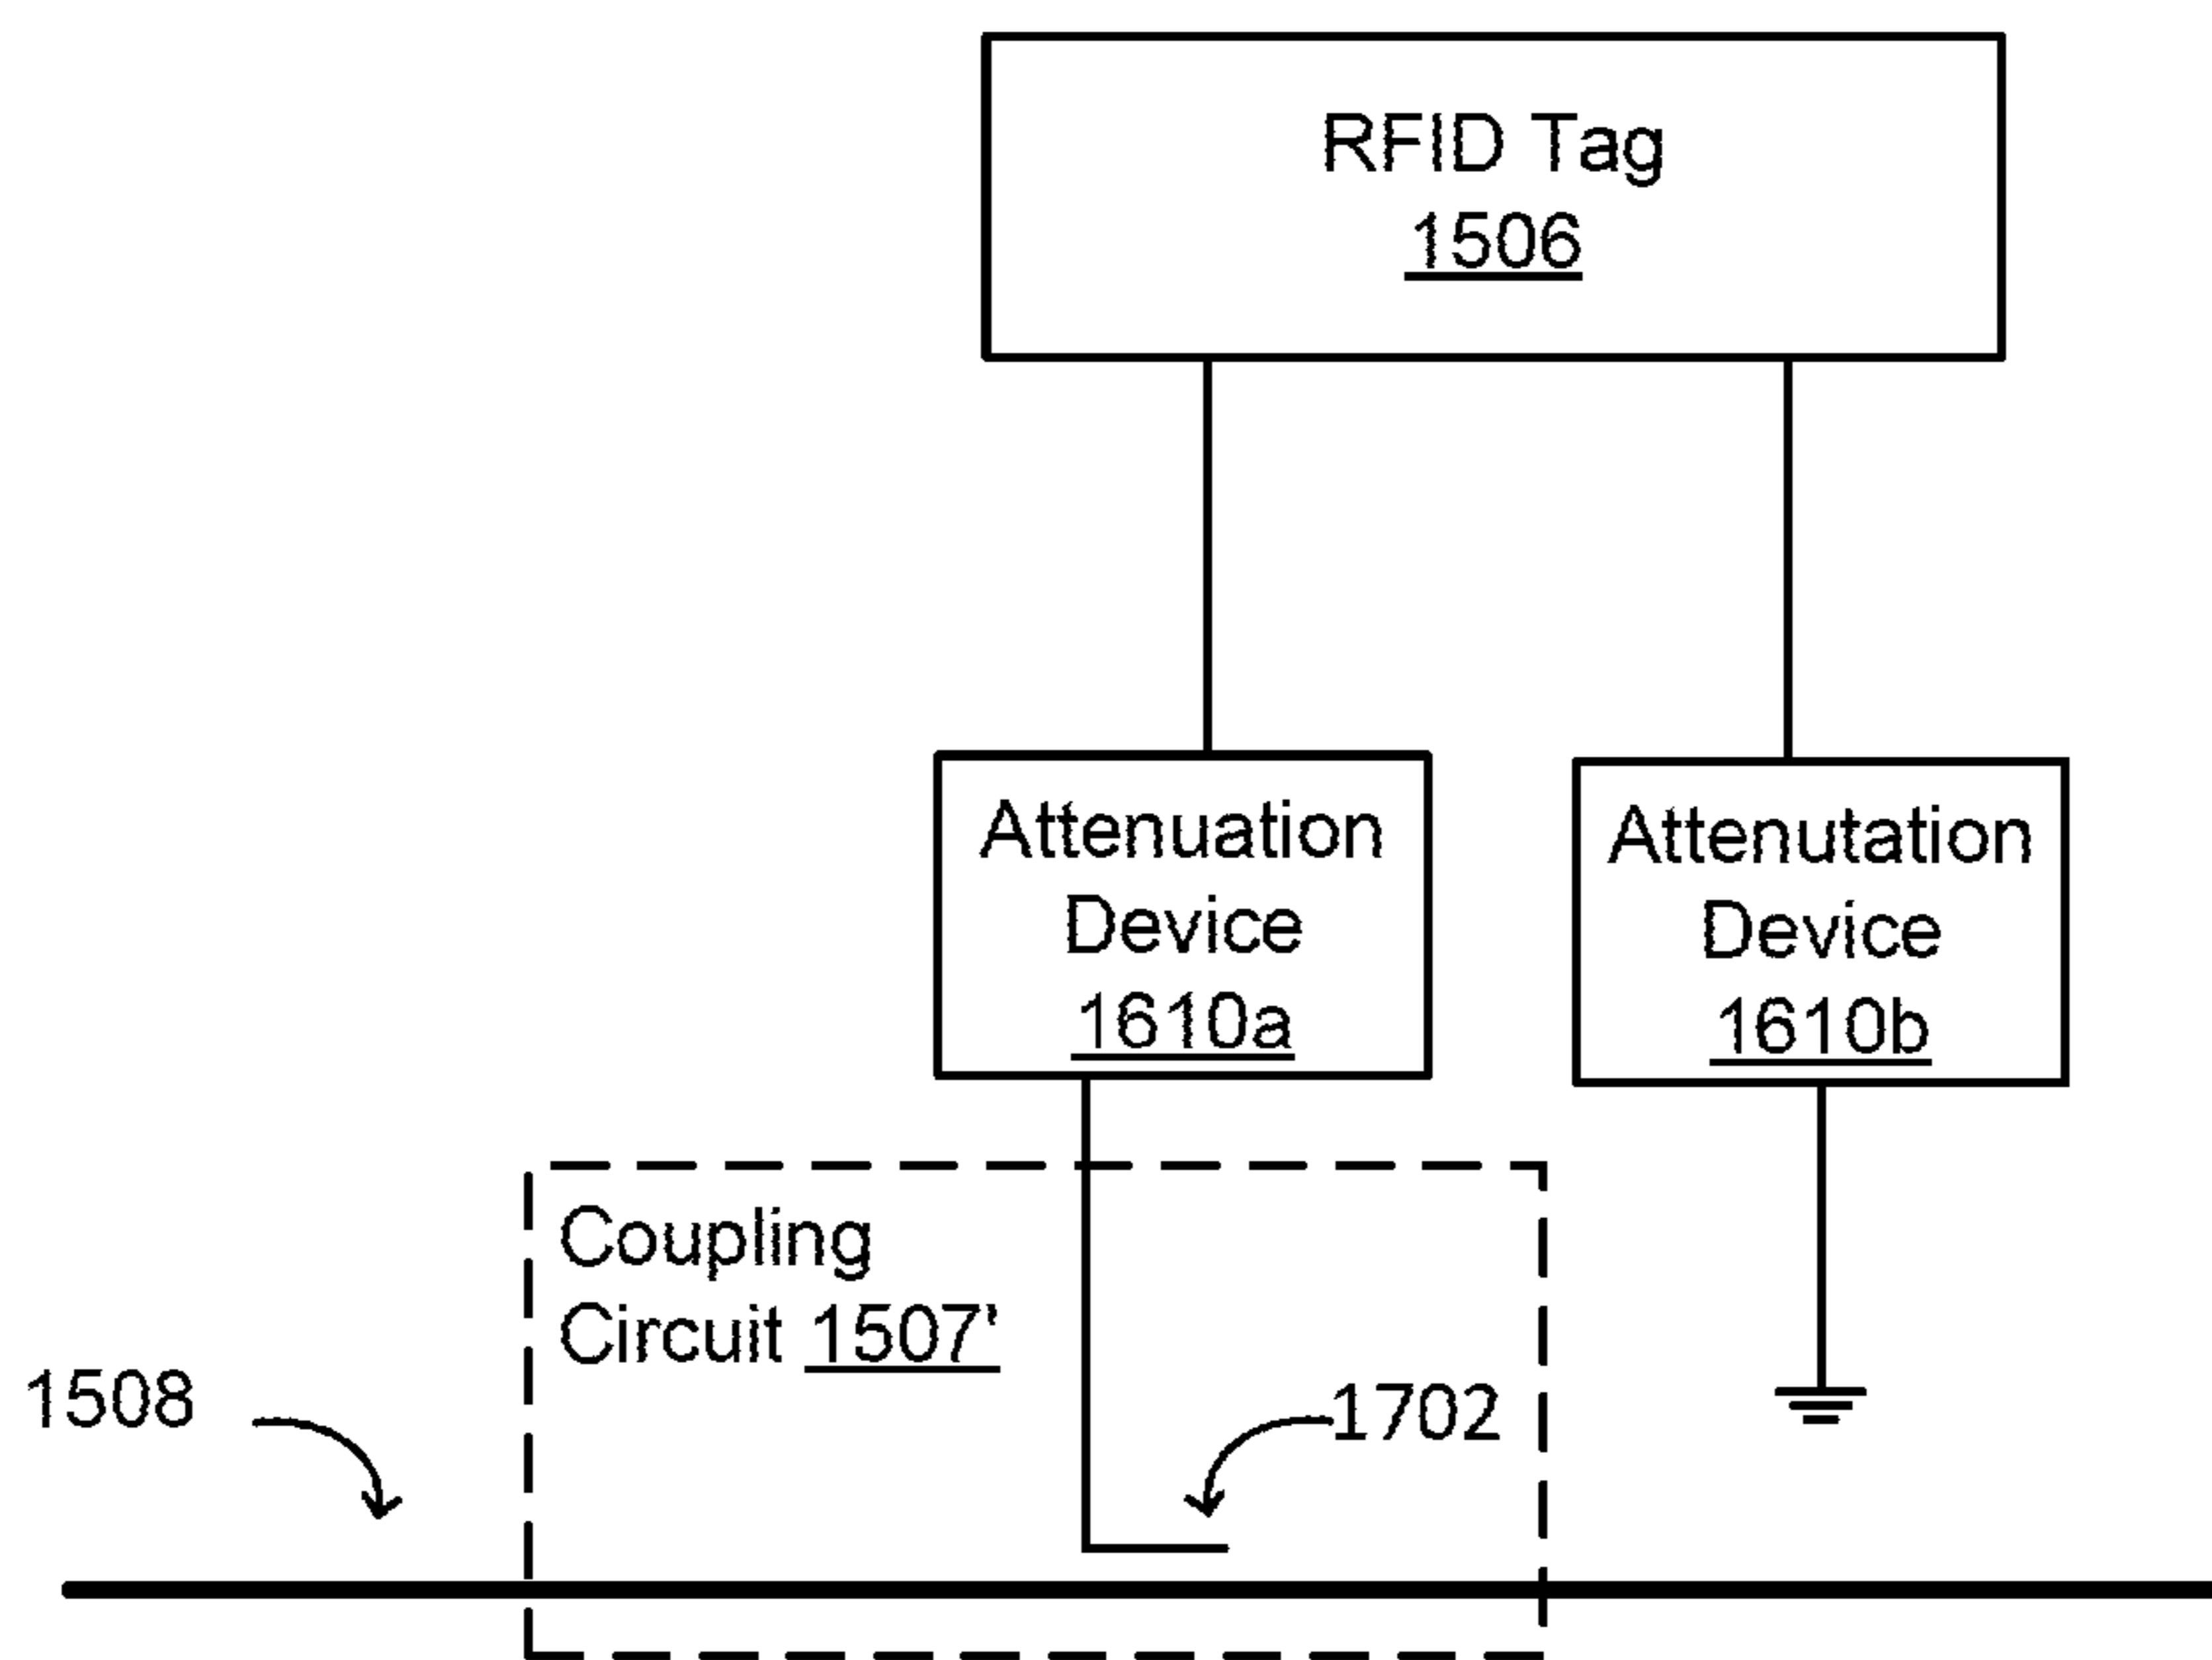 RFID Tag
1506
Attenuation
Device
1610a
Attenutation
Device
1610b
Coupling
Circuit 1507'
1508
1702